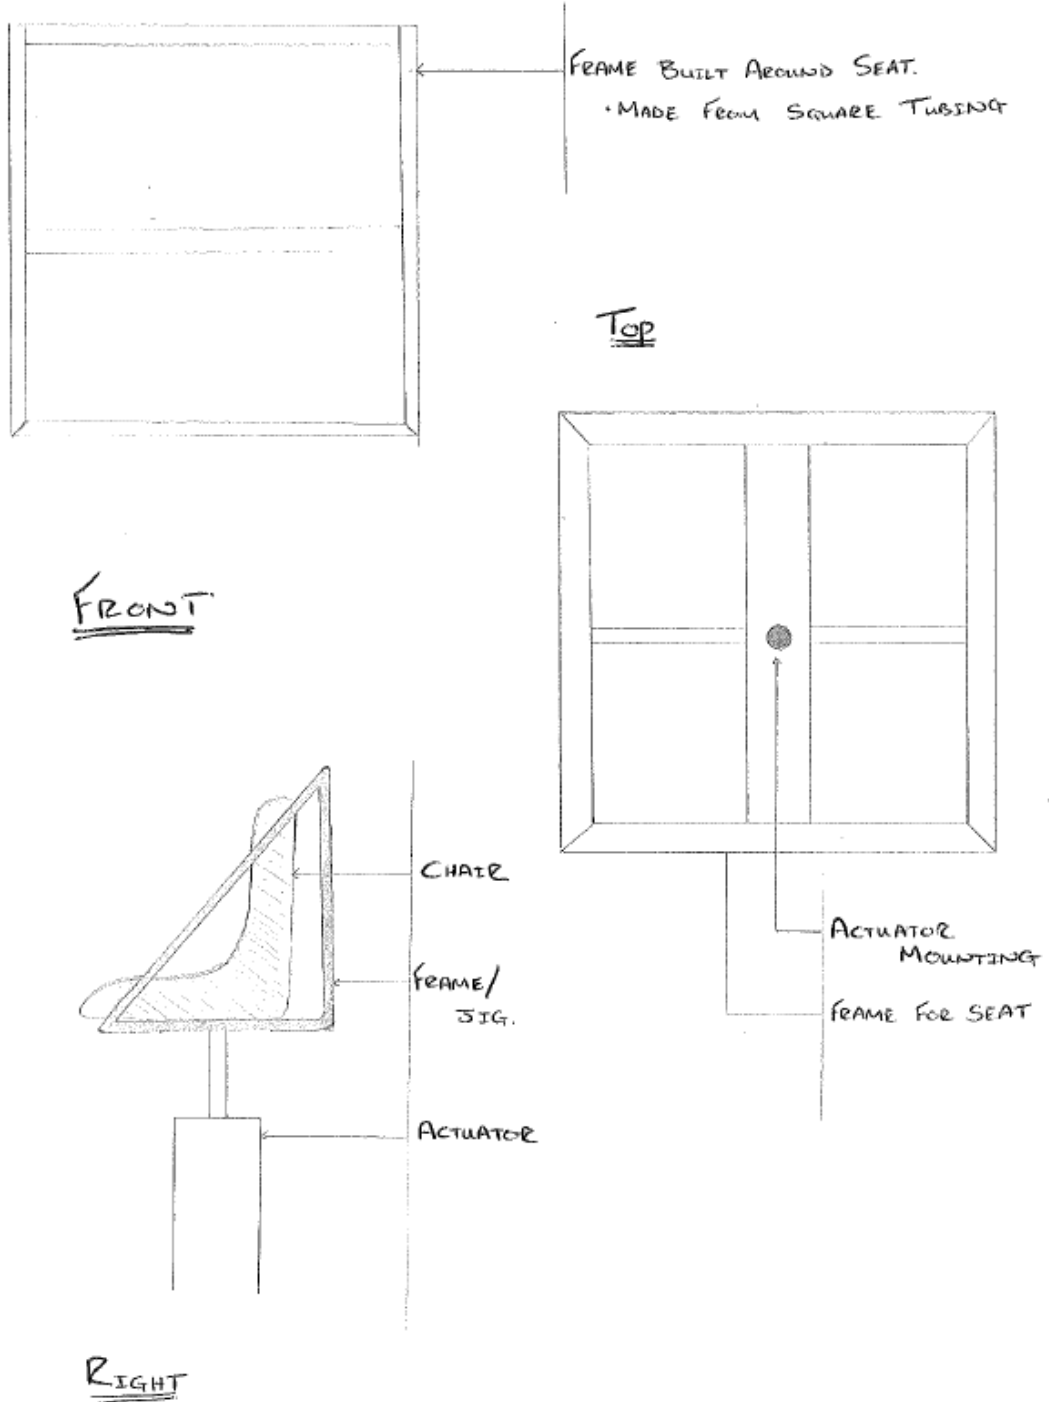 FRAME BUILT AROUND SEAT.
• MADE FROM SQUARE TUBING
TOP
FRONT
CHAIR
FRAME/
JIG.
ACTUATOR
MOUNTING
FRAME FOR SEAT
ACTUATOR
RIGHT